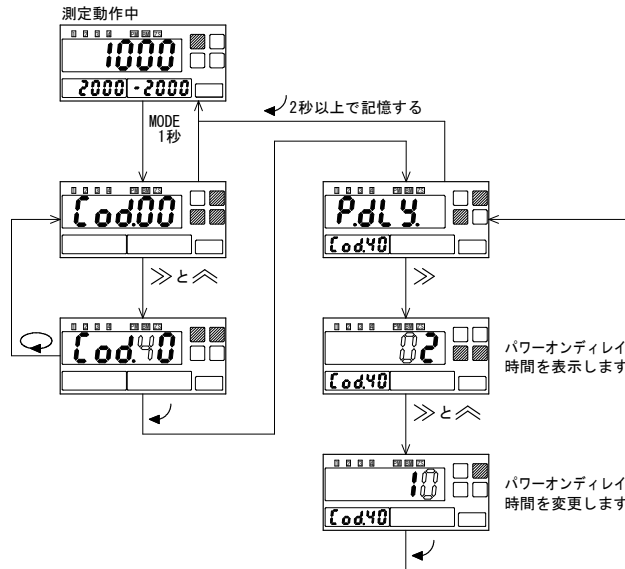 測定動作中
1000
2000 -2000
MODE
1秒
2秒以上で記憶する
Cod.00
≫と︽
Cod.40
P.dLY.
Cod.40
≫
02
Cod.40
パワーオンディレイ
時間を表示します
≫と︽
10
Cod.40
パワーオンディレイ
時間を変更します